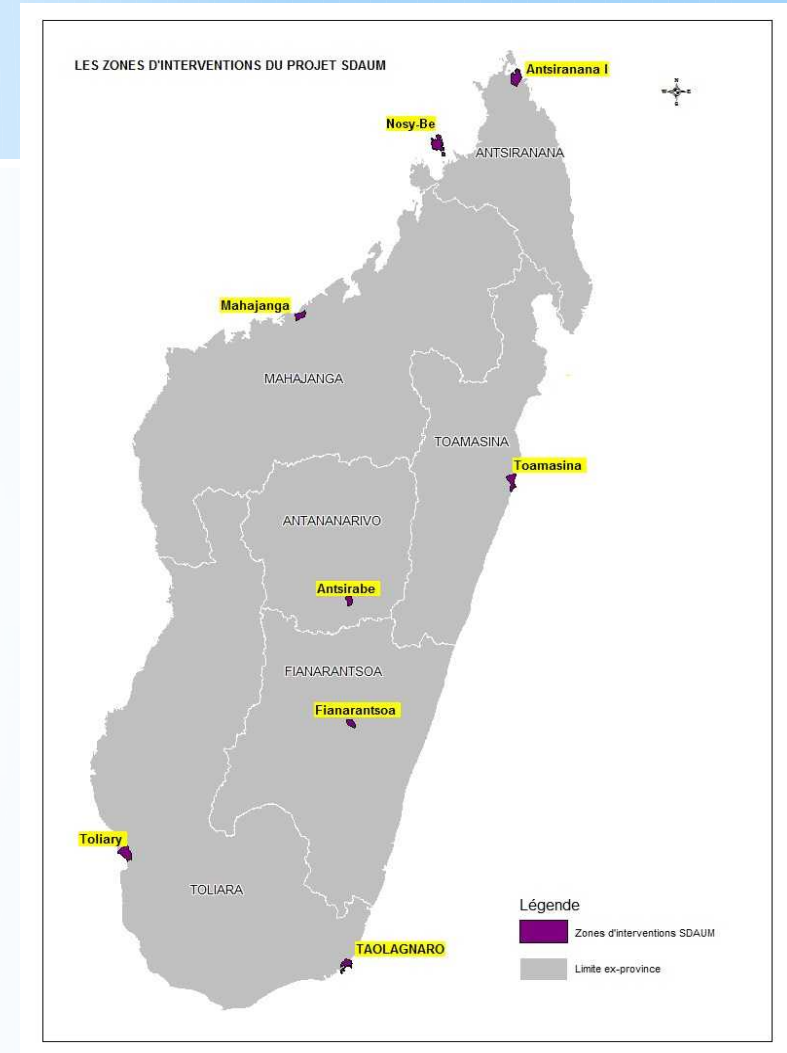 LES ZONES D'INTERVENTIONS DU PROJET SDAUM
Antsiranana I
N
Nosy-Be
ANTSIRANANA
Mahajanga
MAHAJANGA
TOAMASINA
Toamasina
ANTANANARIVO
Antsirabe
FIANARANTSOA
Fianarantsoa
Toliary
TOLIARA
TAOLAGNARO
Légende
Zones d'interventions SDAUM
Limite ex-province